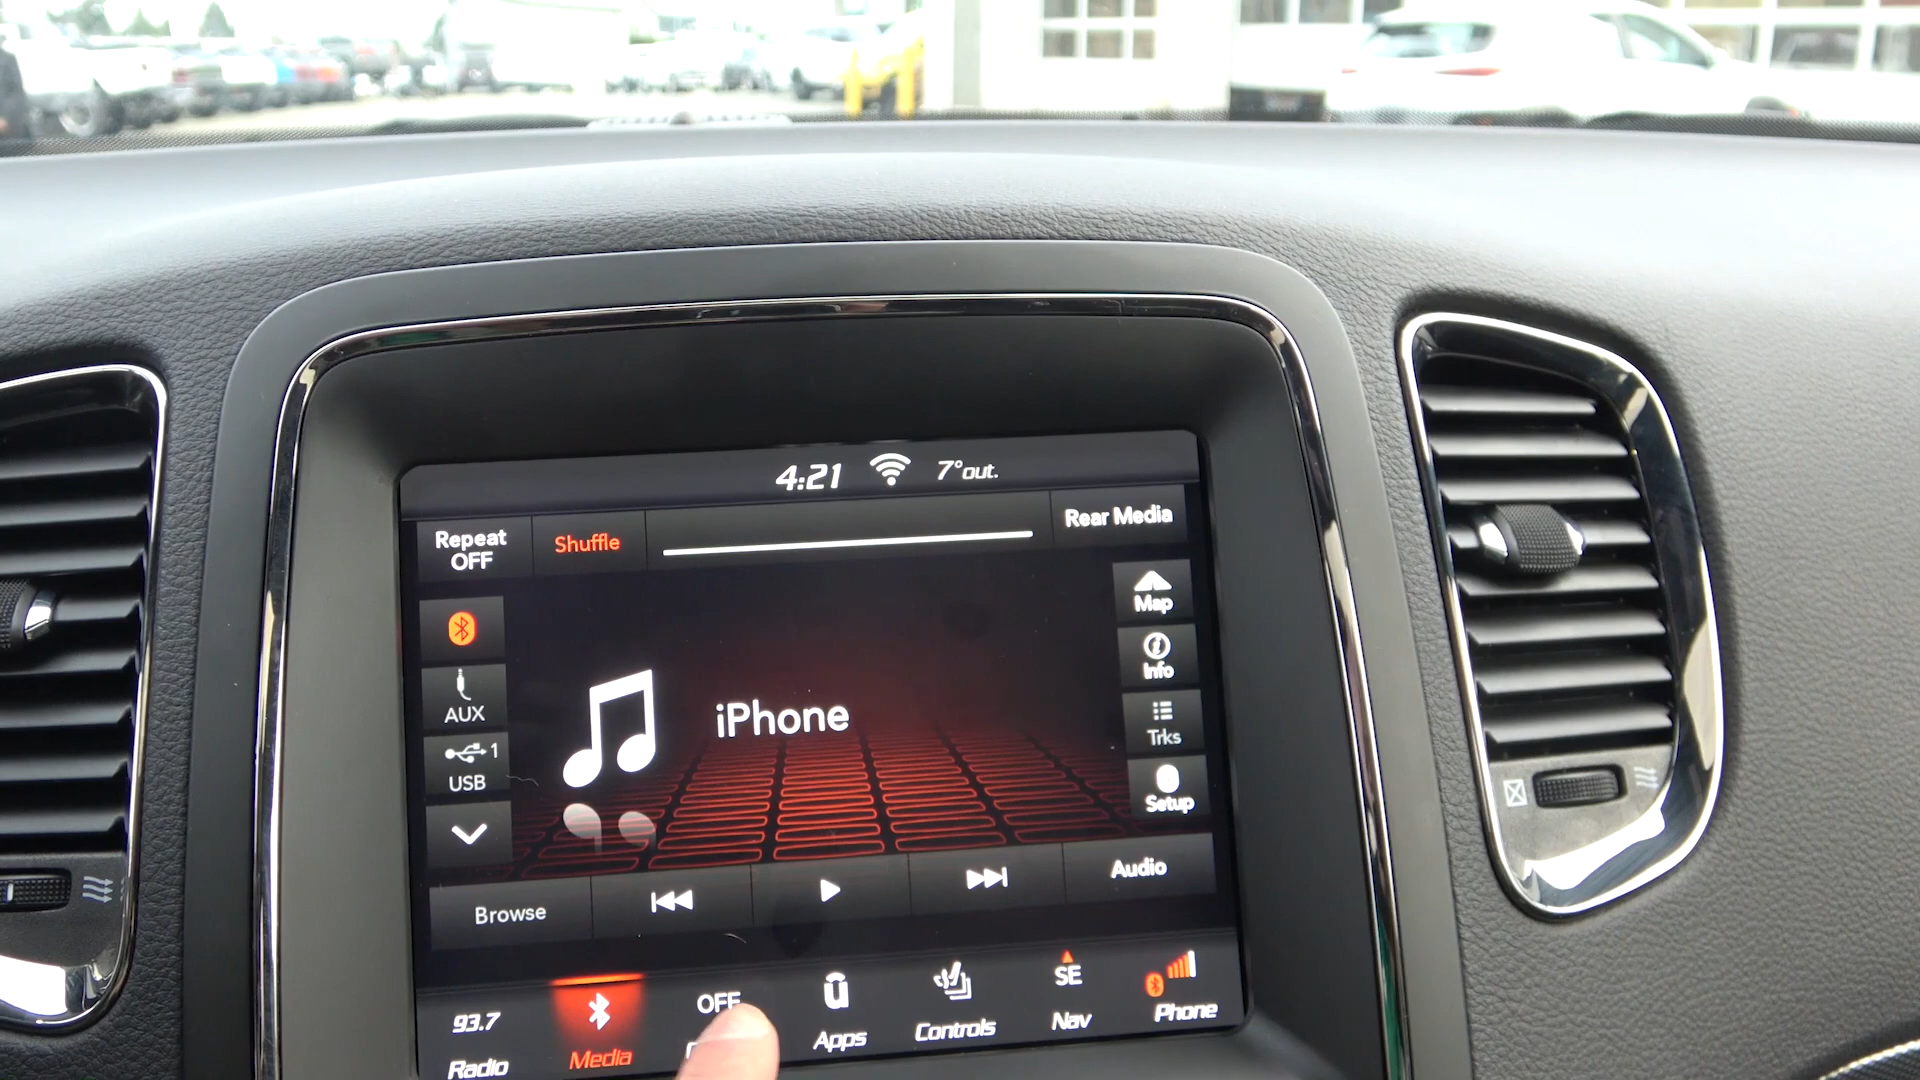 4:21 7° out.
Repeat OFF
Shuffle
Rear Media
Map
Info
Trks
Setup
AUX
1
USB
iPhone
Browse
Audio
93.7
Radio
Media
OFF
Apps
Controls
SE
Nav
Phone